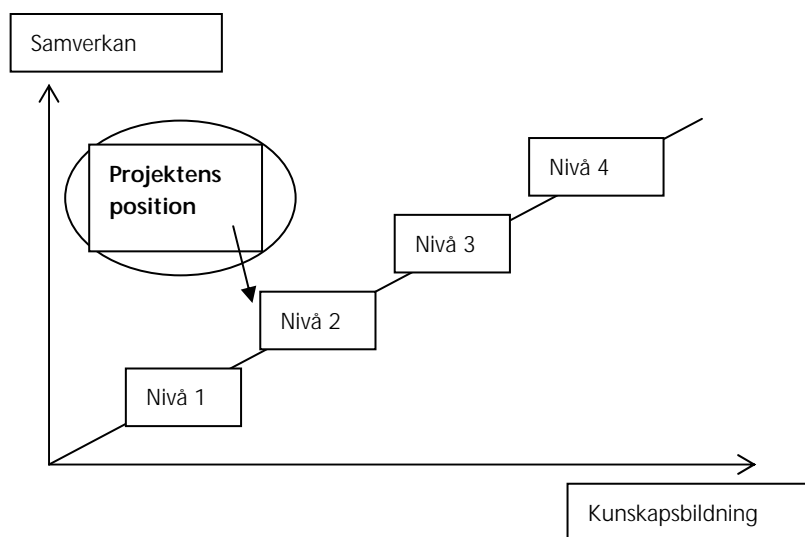 Samverkan
Projektens
position
Nivå 4
Nivå 3
Nivå 2
Nivå 1
Kunskapsbildning